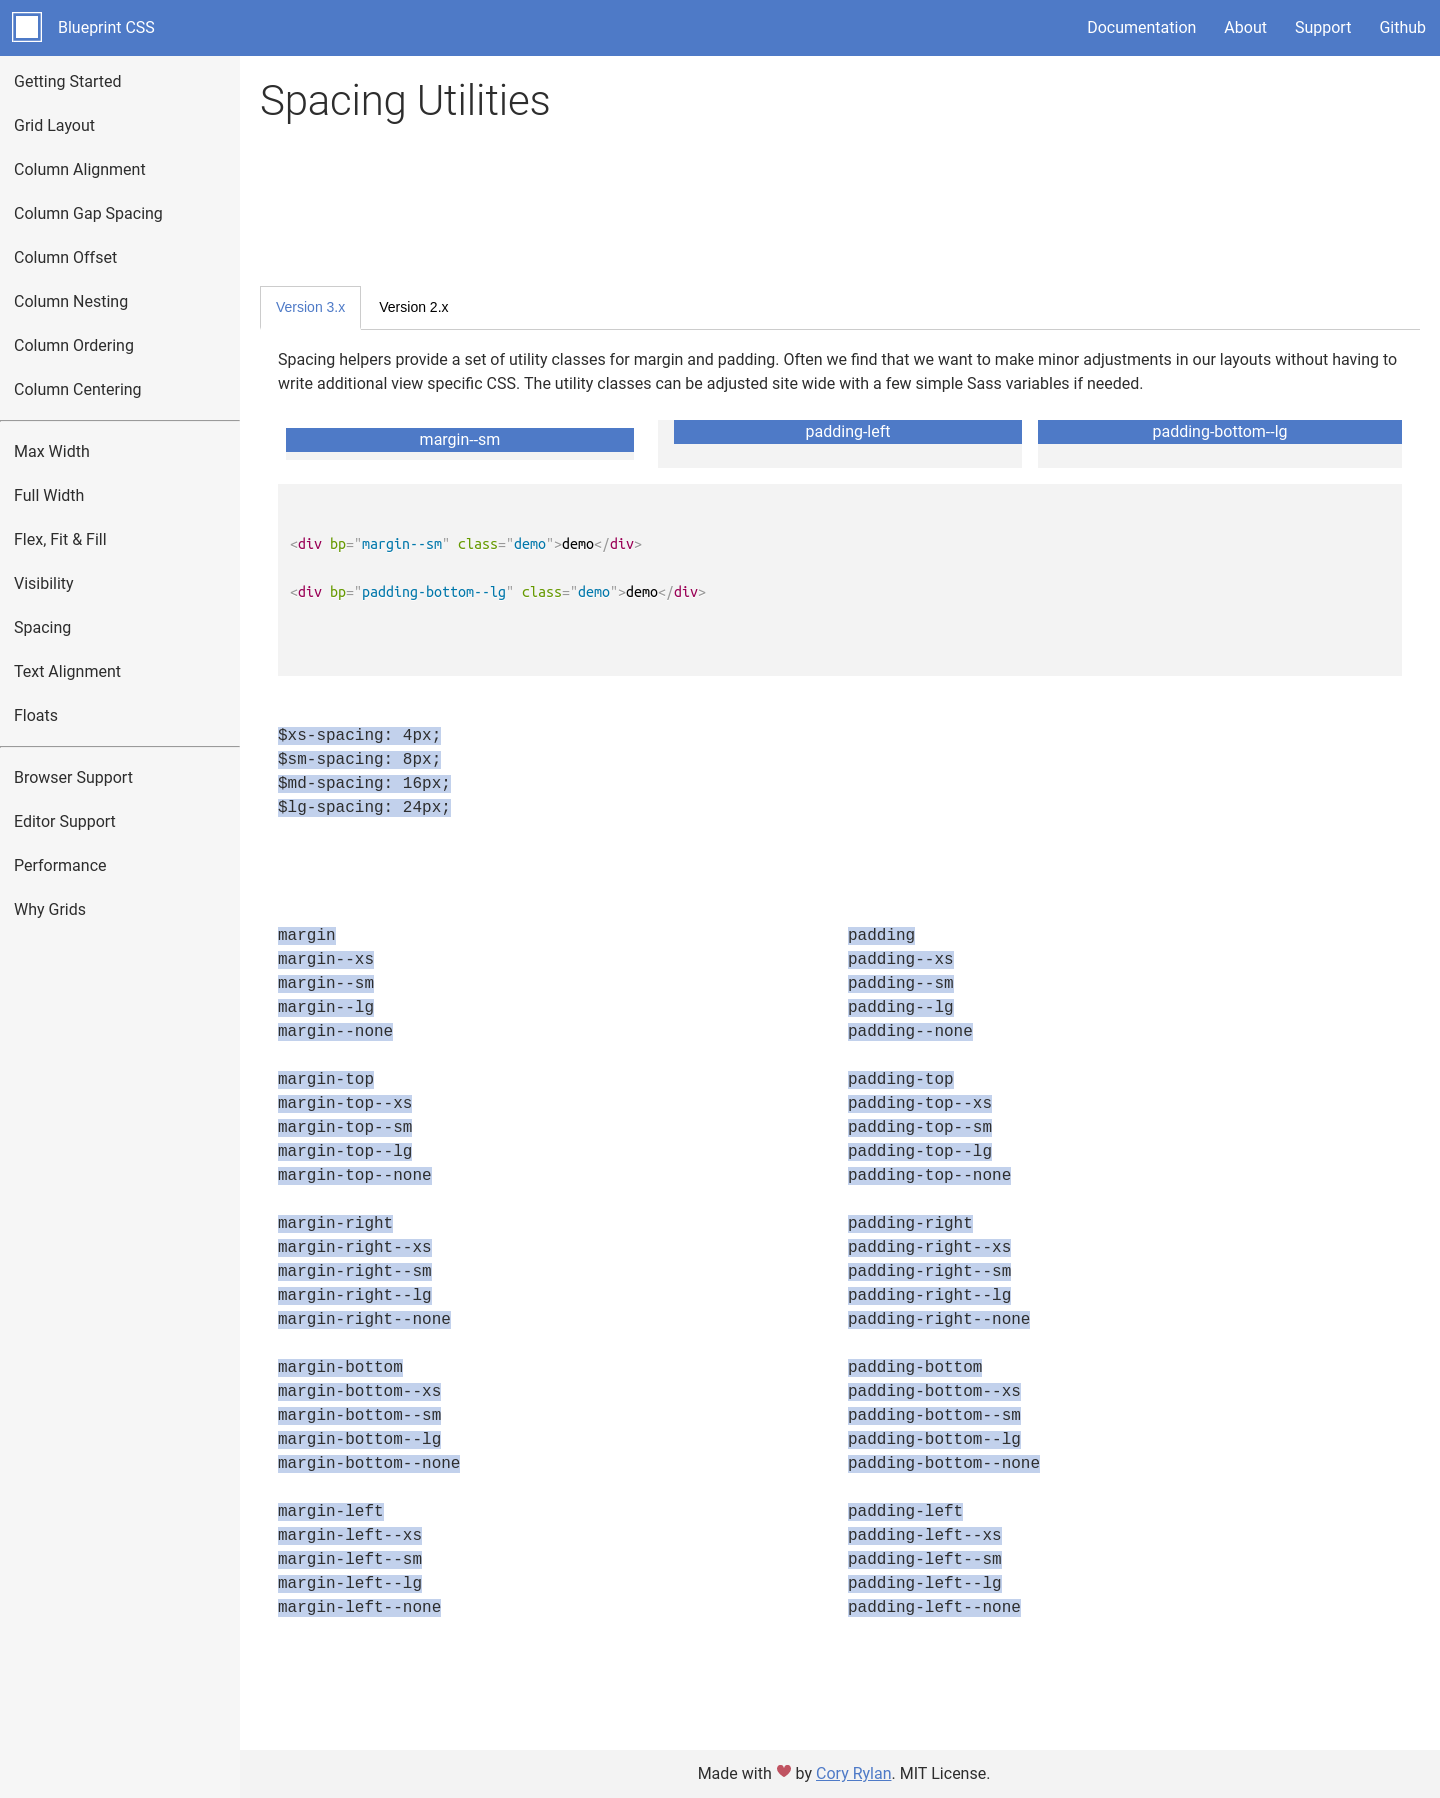 Blueprint CSS
Documentation
About
Support
Github
Getting Started
Grid Layout
Column Alignment
Column Gap Spacing
Column Offset
Column Nesting
Column Ordering
Column Centering
Max Width
Full Width
Flex, Fit & Fill
Visibility
Spacing
Text Alignment
Floats
Browser Support
Editor Support
Performance
Why Grids
Spacing Utilities
Version 3.x
Version 2.x
Spacing helpers provide a set of utility classes for margin and padding. Often we find that we want to make minor adjustments in our layouts without having to
write additional view specific CSS. The utility classes can be adjusted site wide with a few simple Sass variables if needed.
margin--sm
padding-left
padding-bottom--lg
<div bp="margin--sm" class="demo">demo</div>
<div bp="padding-bottom--lg" class="demo">demo</div>
$xs-spacing: 4px;
$sm-spacing: 8px;
$md-spacing: 16px;
$lg-spacing: 24px;
margin
margin--xs
margin--sm
margin--lg
margin--none
margin-top
margin-top--xs
margin-top--sm
margin-top--lg
margin-top--none
margin-right
margin-right--xs
margin-right--sm
margin-right--lg
margin-right--none
margin-bottom
margin-bottom--xs
margin-bottom--sm
margin-bottom--lg
margin-bottom--none
margin-left
margin-left--xs
margin-left--sm
margin-left--lg
margin-left--none
padding
padding--xs
padding--sm
padding--lg
padding--none
padding-top
padding-top--xs
padding-top--sm
padding-top--lg
padding-top--none
padding-right
padding-right--xs
padding-right--sm
padding-right--lg
padding-right--none
padding-bottom
padding-bottom--xs
padding-bottom--sm
padding-bottom--lg
padding-bottom--none
padding-left
padding-left--xs
padding-left--sm
padding-left--lg
padding-left--none
Made with ♥ by Cory Rylan. MIT License.